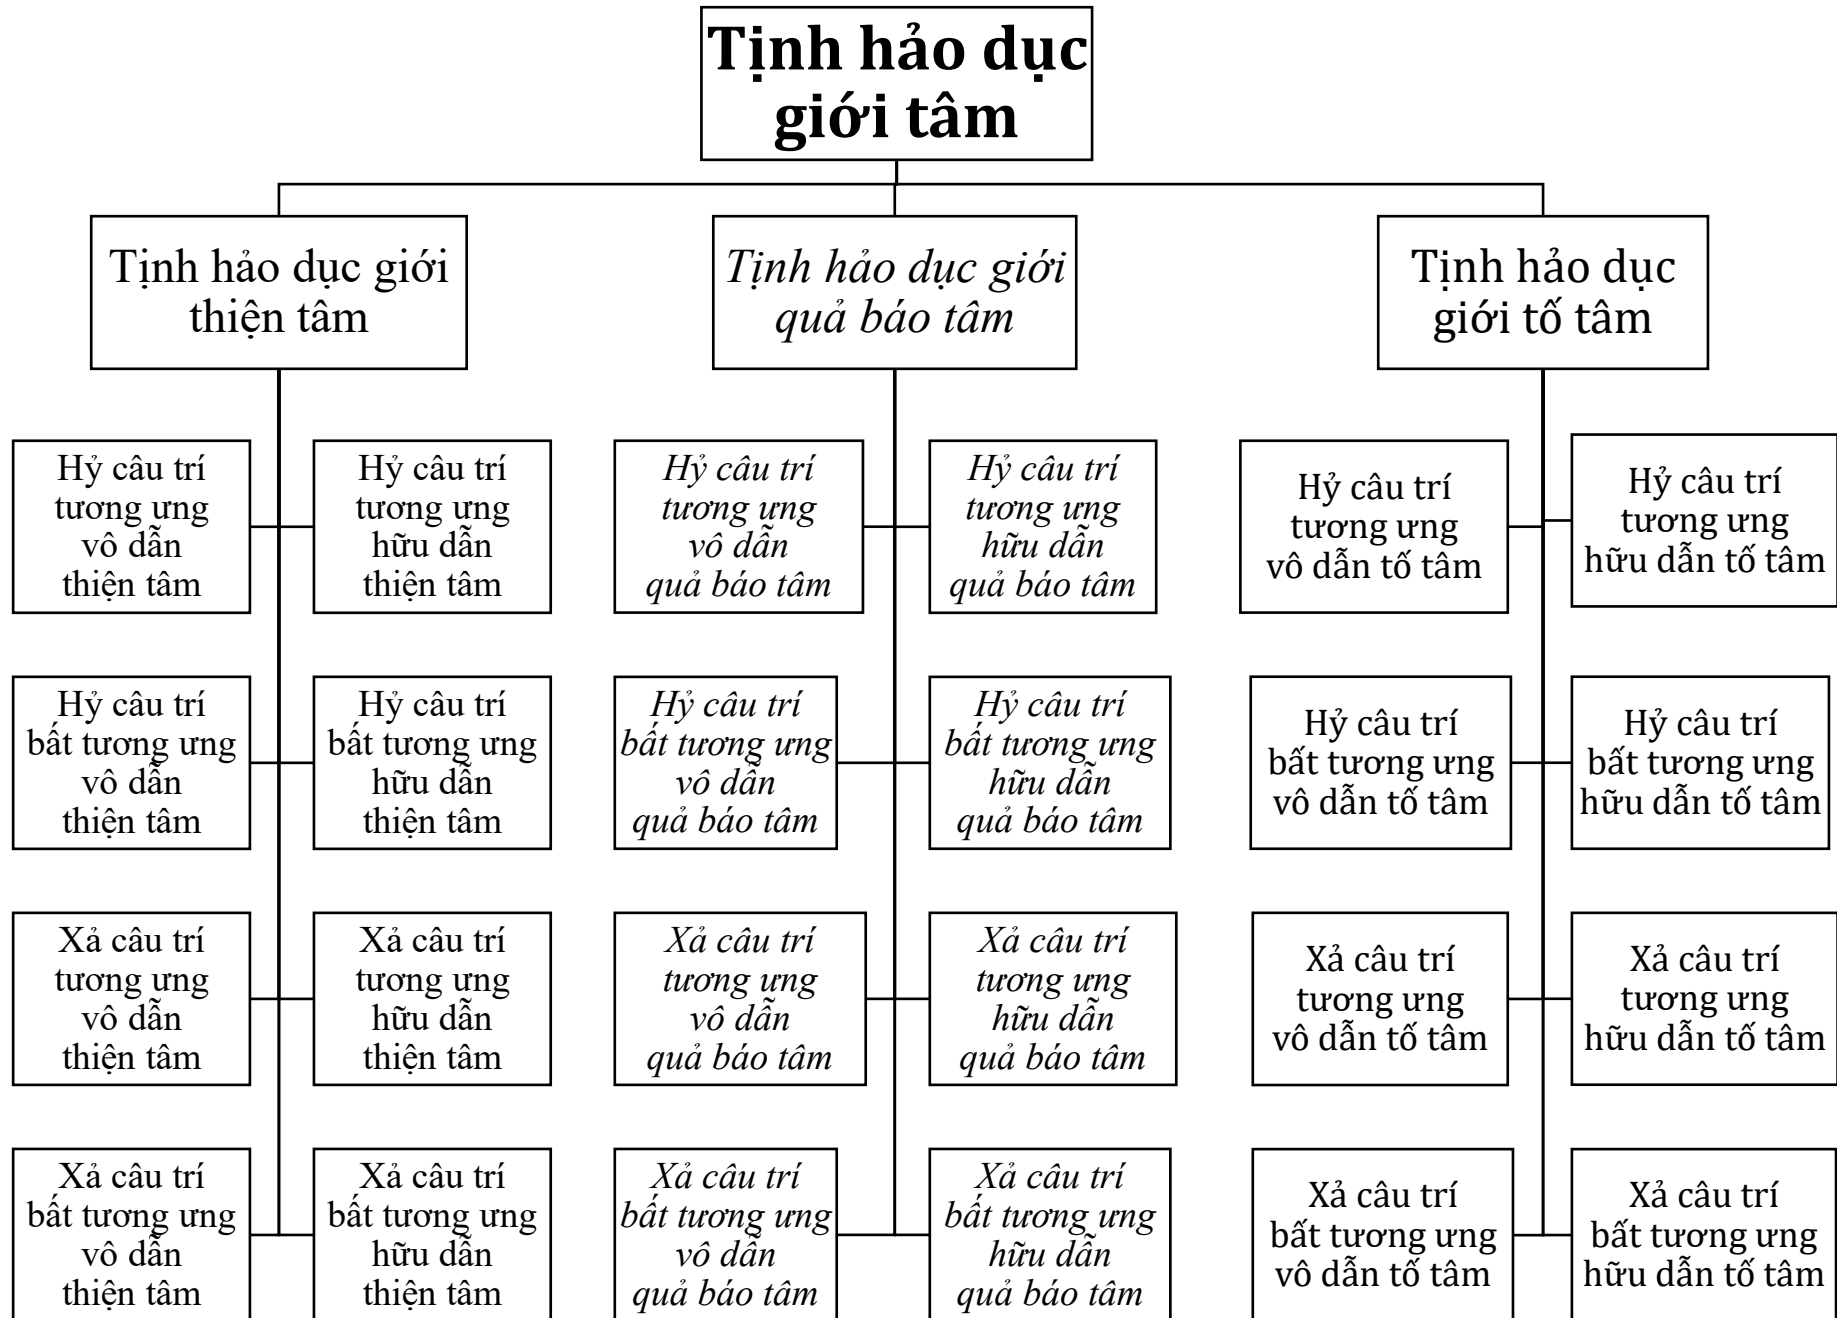 Tịnh hảo dục
giới tâm
Tịnh hảo dục giới
thiện tâm
Tịnh hảo dục giới
quả báo tâm
Tịnh hảo dục
giới tố tâm
Hỷ câu trí
tương ưng
vô dẫn
thiện tâm
Hỷ câu trí
tương ưng
hữu dẫn
thiện tâm
Hỷ câu trí
tương ưng
vô dẫn
quả báo tâm
Hỷ câu trí
tương ưng
hữu dẫn
quả báo tâm
Hỷ câu trí
tương ưng
vô dẫn tố tâm
Hỷ câu trí
tương ưng
hữu dẫn tố tâm
Hỷ câu trí
bất tương ưng
vô dẫn
thiện tâm
Hỷ câu trí
bất tương ưng
hữu dẫn
thiện tâm
Hỷ câu trí
bất tương ưng
vô dẫn
quả báo tâm
Hỷ câu trí
bất tương ưng
hữu dẫn
quả báo tâm
Hỷ câu trí
bất tương ưng
vô dẫn tố tâm
Hỷ câu trí
bất tương ưng
hữu dẫn tố tâm
Xả câu trí
tương ưng
vô dẫn
thiện tâm
Xả câu trí
tương ưng
hữu dẫn
thiện tâm
Xả câu trí
tương ưng
vô dẫn
quả báo tâm
Xả câu trí
tương ưng
hữu dẫn
quả báo tâm
Xả câu trí
tương ưng
vô dẫn tố tâm
Xả câu trí
tương ưng
hữu dẫn tố tâm
Xả câu trí
bất tương ưng
vô dẫn
thiện tâm
Xả câu trí
bất tương ưng
hữu dẫn
thiện tâm
Xả câu trí
bất tương ưng
vô dẫn
quả báo tâm
Xả câu trí
bất tương ưng
hữu dẫn
quả báo tâm
Xả câu trí
bất tương ưng
vô dẫn tố tâm
Xả câu trí
bất tương ưng
hữu dẫn tố tâm